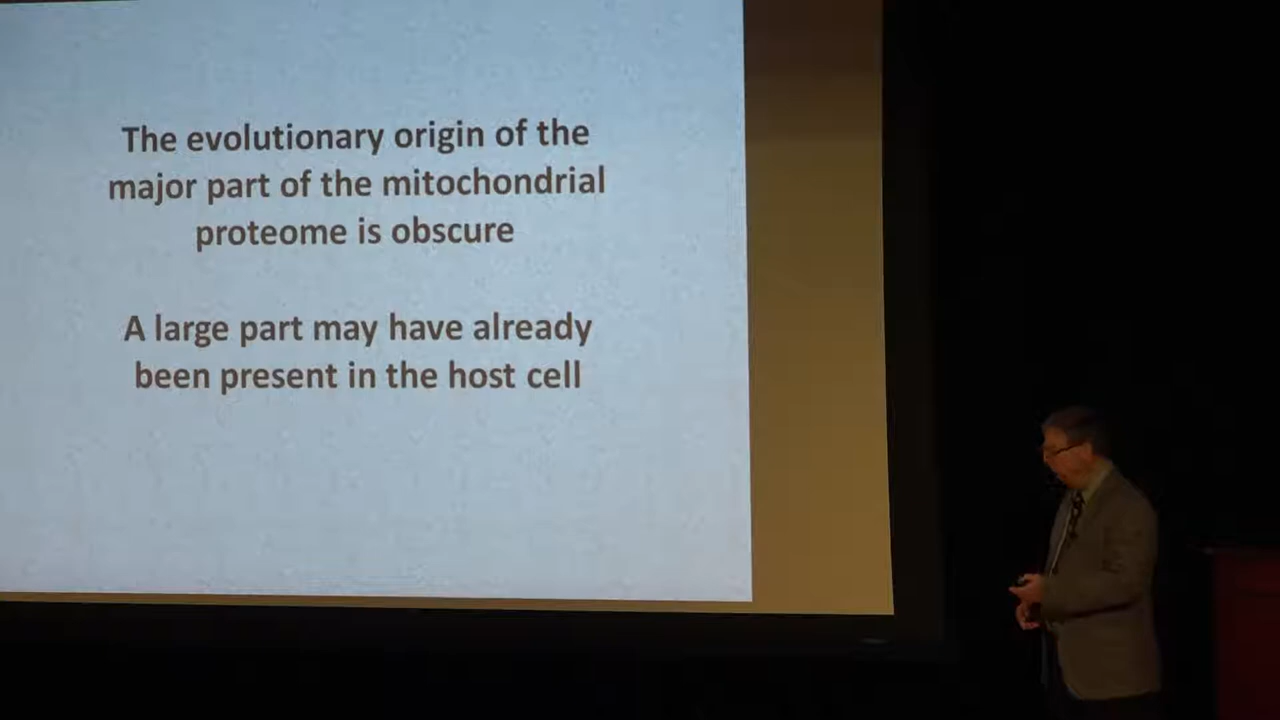 The evolutionary origin of the
major part of the mitochondrial
proteome is obscure
A large part may have already
been present in the host cell